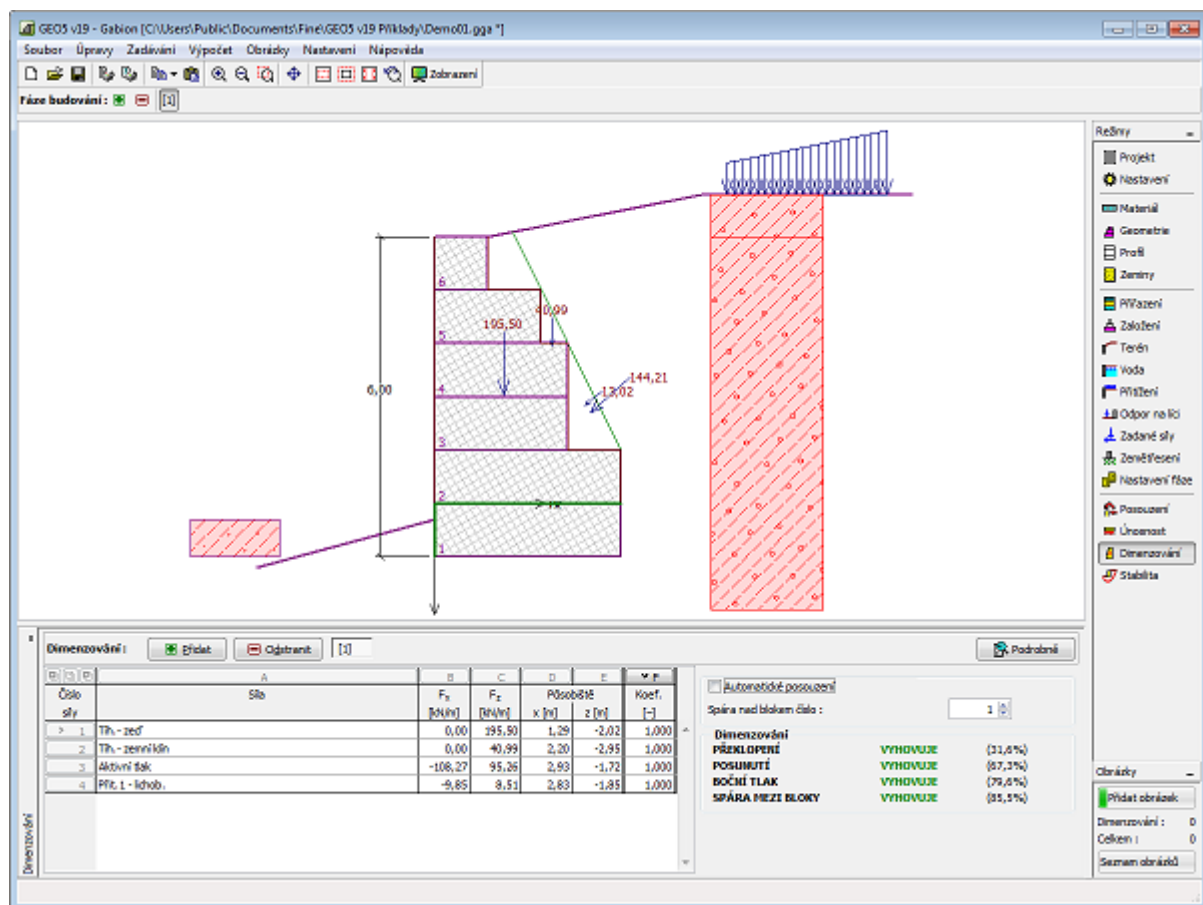 GEO5 v19 - Gabion [C:\Users\Public\Documents\Fine\GEO5 v19 Příklady\Demo01.gga *]
Soubor Úpravy Zadávání Výpočet Obrázky Nastavení Nápověda
Zobrazení
Fáze budování : [1]
Režimy
Projekt
Nastavení
Materiál
Geometrie
Profil
Zeminy
Přiřazení
Založení
Terén
Voda
Přitížení
Odpor na líci
Zadané síly
Zemětřesení
Nastavení fáze
Posouzení
Únosnost
Dimenzování
Stabilita
6
5
4
3
2
1
6,00
195,50
40,99
144,21
13,02
+x
Dimenzování : Přidat Odstranit [1] Podrobně
A B C D E F
Číslo síly Síla Fx [kN/m] Fz [kN/m] Působiště x [m] z [m] Koef. [-]
1 Tíh. - zeď 0,00 195,50 1,29 -2,02 1,000
2 Tíh. - zemní klín 0,00 40,99 2,20 -2,95 1,000
3 Aktivní tlak -108,27 95,26 2,93 -1,72 1,000
4 Přit. 1 - lichob. -9,85 8,51 2,83 -1,85 1,000
Automatické posouzení
Spára nad blokem číslo : 1
Dimenzování
PŘEKLOPENÍ VYHOVUJE (31,6%)
POSUNUTÍ VYHOVUJE (67,3%)
BOČNÍ TLAK VYHOVUJE (79,6%)
SPÁRA MEZI BLOKY VYHOVUJE (85,5%)
Dimenzování
Obrázky
Přidat obrázek
Dimenzování : 0
Celkem : 0
Seznam obrázků